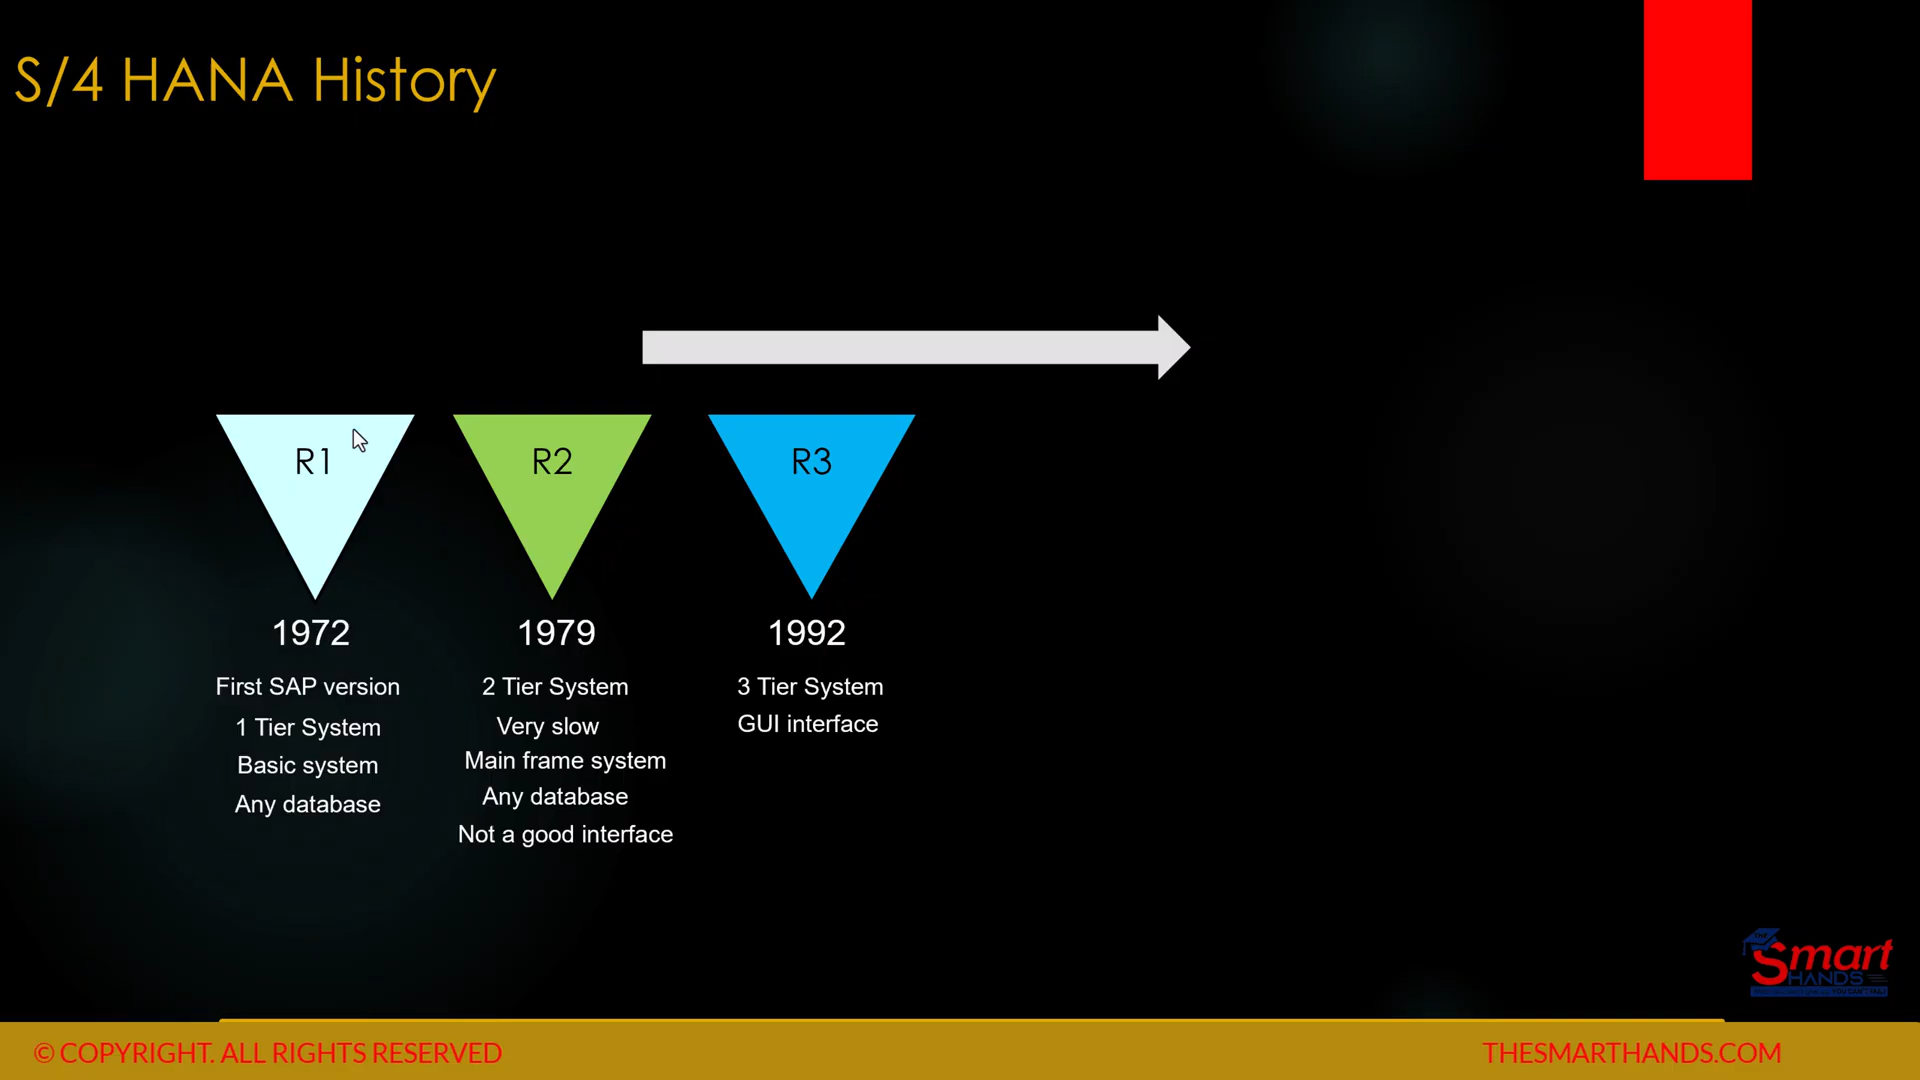 S/4 HANA History
R1
R2
R3
1972
1979
1992
First SAP version
1 Tier System
Basic system
Any database
2 Tier System
Very slow
Main frame system
Any database
Not a good interface
3 Tier System
GUI interface
THE
Smart
HANDS
© COPYRIGHT. ALL RIGHTS RESERVED
THESMARTHANDS.COM